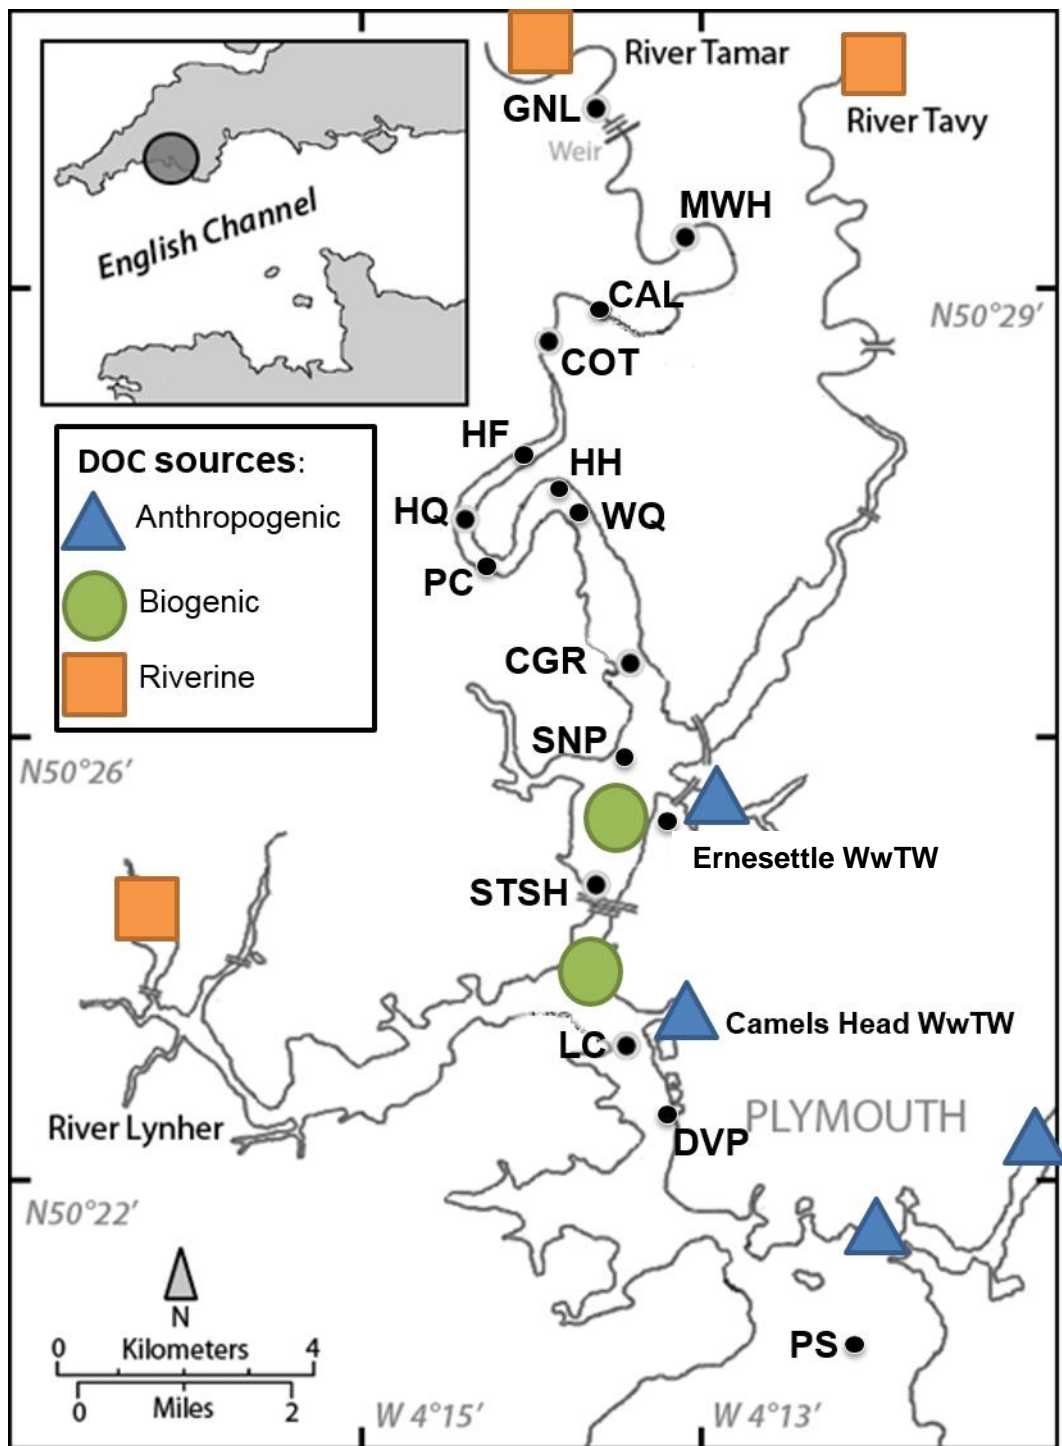 River Tamar
GNL
River Tavy
Weir
MWH
English Channel
CAL
N50°29′
COT
HF
HH
DOC sources:
HQ
WQ
Anthropogenic
PC
Biogenic
CGR
Riverine
SNP
N50°26′
Ernesettle WwTW
STSH
Camels Head WwTW
LC
PLYMOUTH
River Lynher
DVP
N50°22′
N
0 Kilometers 4
PS
0 Miles 2
W 4°15′
W 4°13′